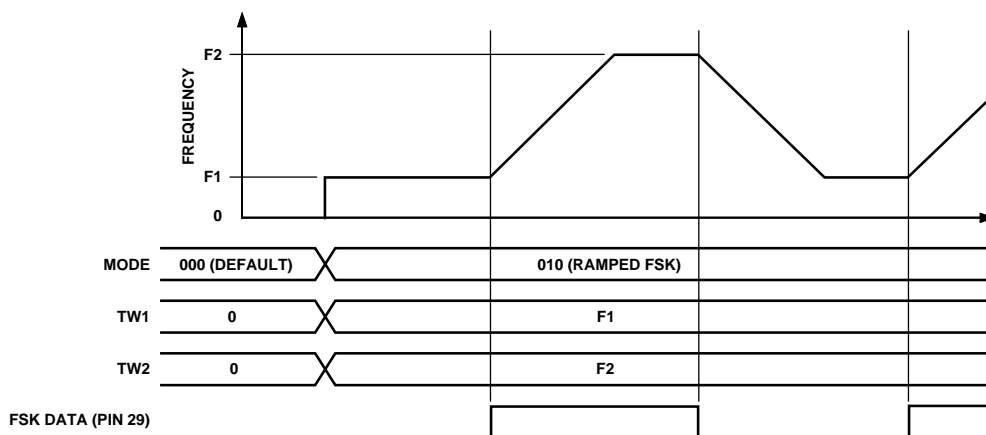 F2
FREQUENCY
F1
0
MODE 000 (DEFAULT) 010 (RAMPED FSK)
TW1 0 F1
TW2 0 F2
FSK DATA (PIN 29)